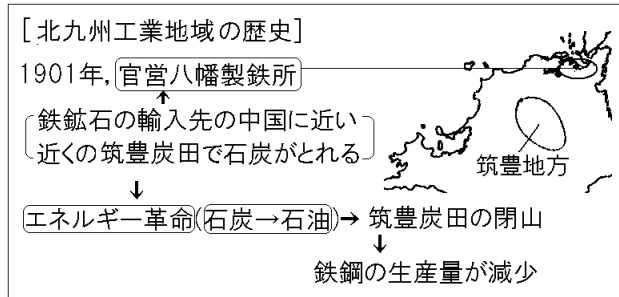 [北九州工業地域の歴史]
1901年,官営八幡製鉄所
↑
鉄鉱石の輸入先の中国に近い
近くの筑豊炭田で石炭がとれる
筑豊地方
↓
エネルギー革命(石炭→石油)→筑豊炭田の閉山
↓
鉄鋼の生産量が減少